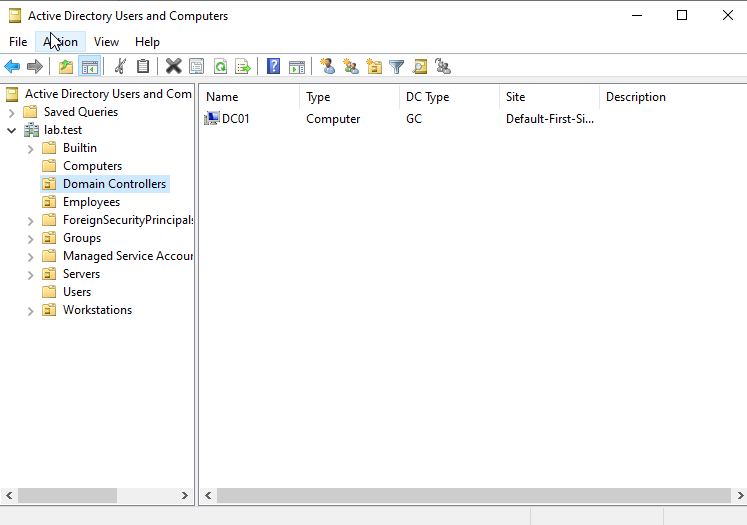 Active Directory Users and Computers
File Action View Help
Active Directory Users and Com
Saved Queries
lab.test
Builtin
Computers
Domain Controllers
Employees
ForeignSecurityPrincipals
Groups
Managed Service Accour
Servers
Users
Workstations
Name Type DC Type Site Description
DC01 Computer GC Default-First-Si...